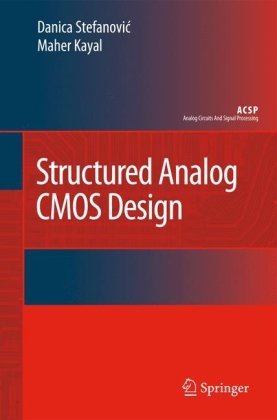 Danica Stefanović
Maher Kayal
ACSP
Analog Circuits And Signal Processing
Structured Analog
CMOS Design
Springer